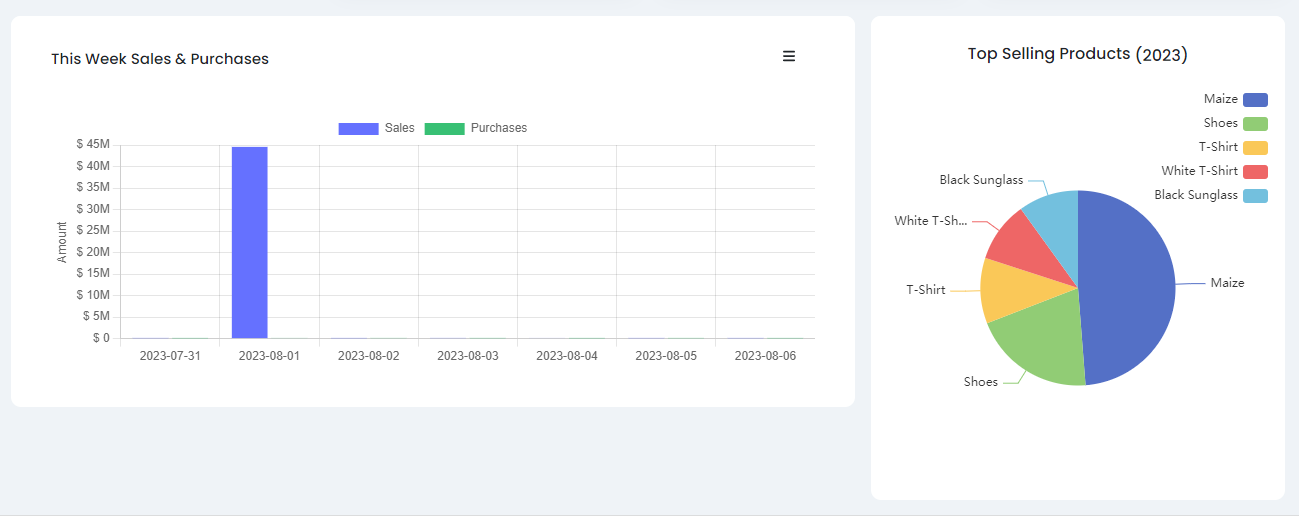 This Week Sales & Purchases
Sales
Purchases
$ 45M
$ 40M
$ 35M
$ 30M
$ 25M
$ 20M
$ 15M
$ 10M
$ 5M
$ 0
Amount
2023-07-31 2023-08-01 2023-08-02 2023-08-03 2023-08-04 2023-08-05 2023-08-06
Top Selling Products (2023)
Maize
Shoes
T-Shirt
White T-Shirt
Black Sunglass
Black Sunglass
White T-Sh...
T-Shirt
Maize
Shoes